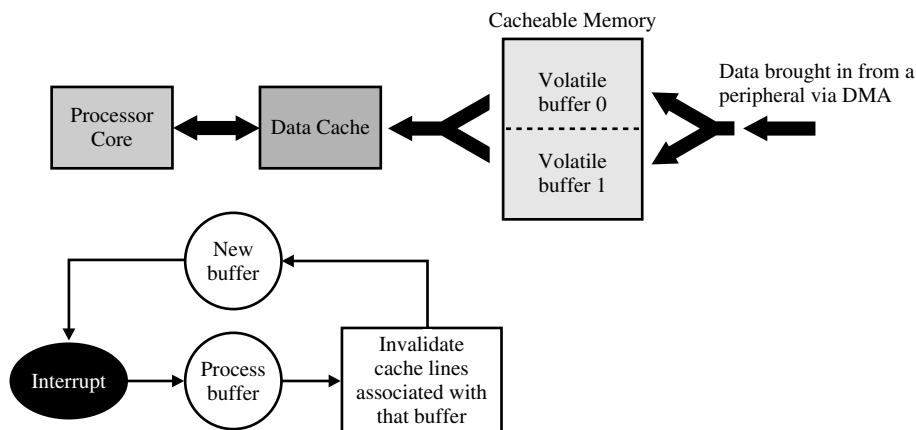 Cacheable Memory
Processor
Core
Data Cache
Volatile
buffer 0
Volatile
buffer 1
Data brought in from a
peripheral via DMA
New
buffer
Interrupt
Process
buffer
Invalidate
cache lines
associated with
that buffer